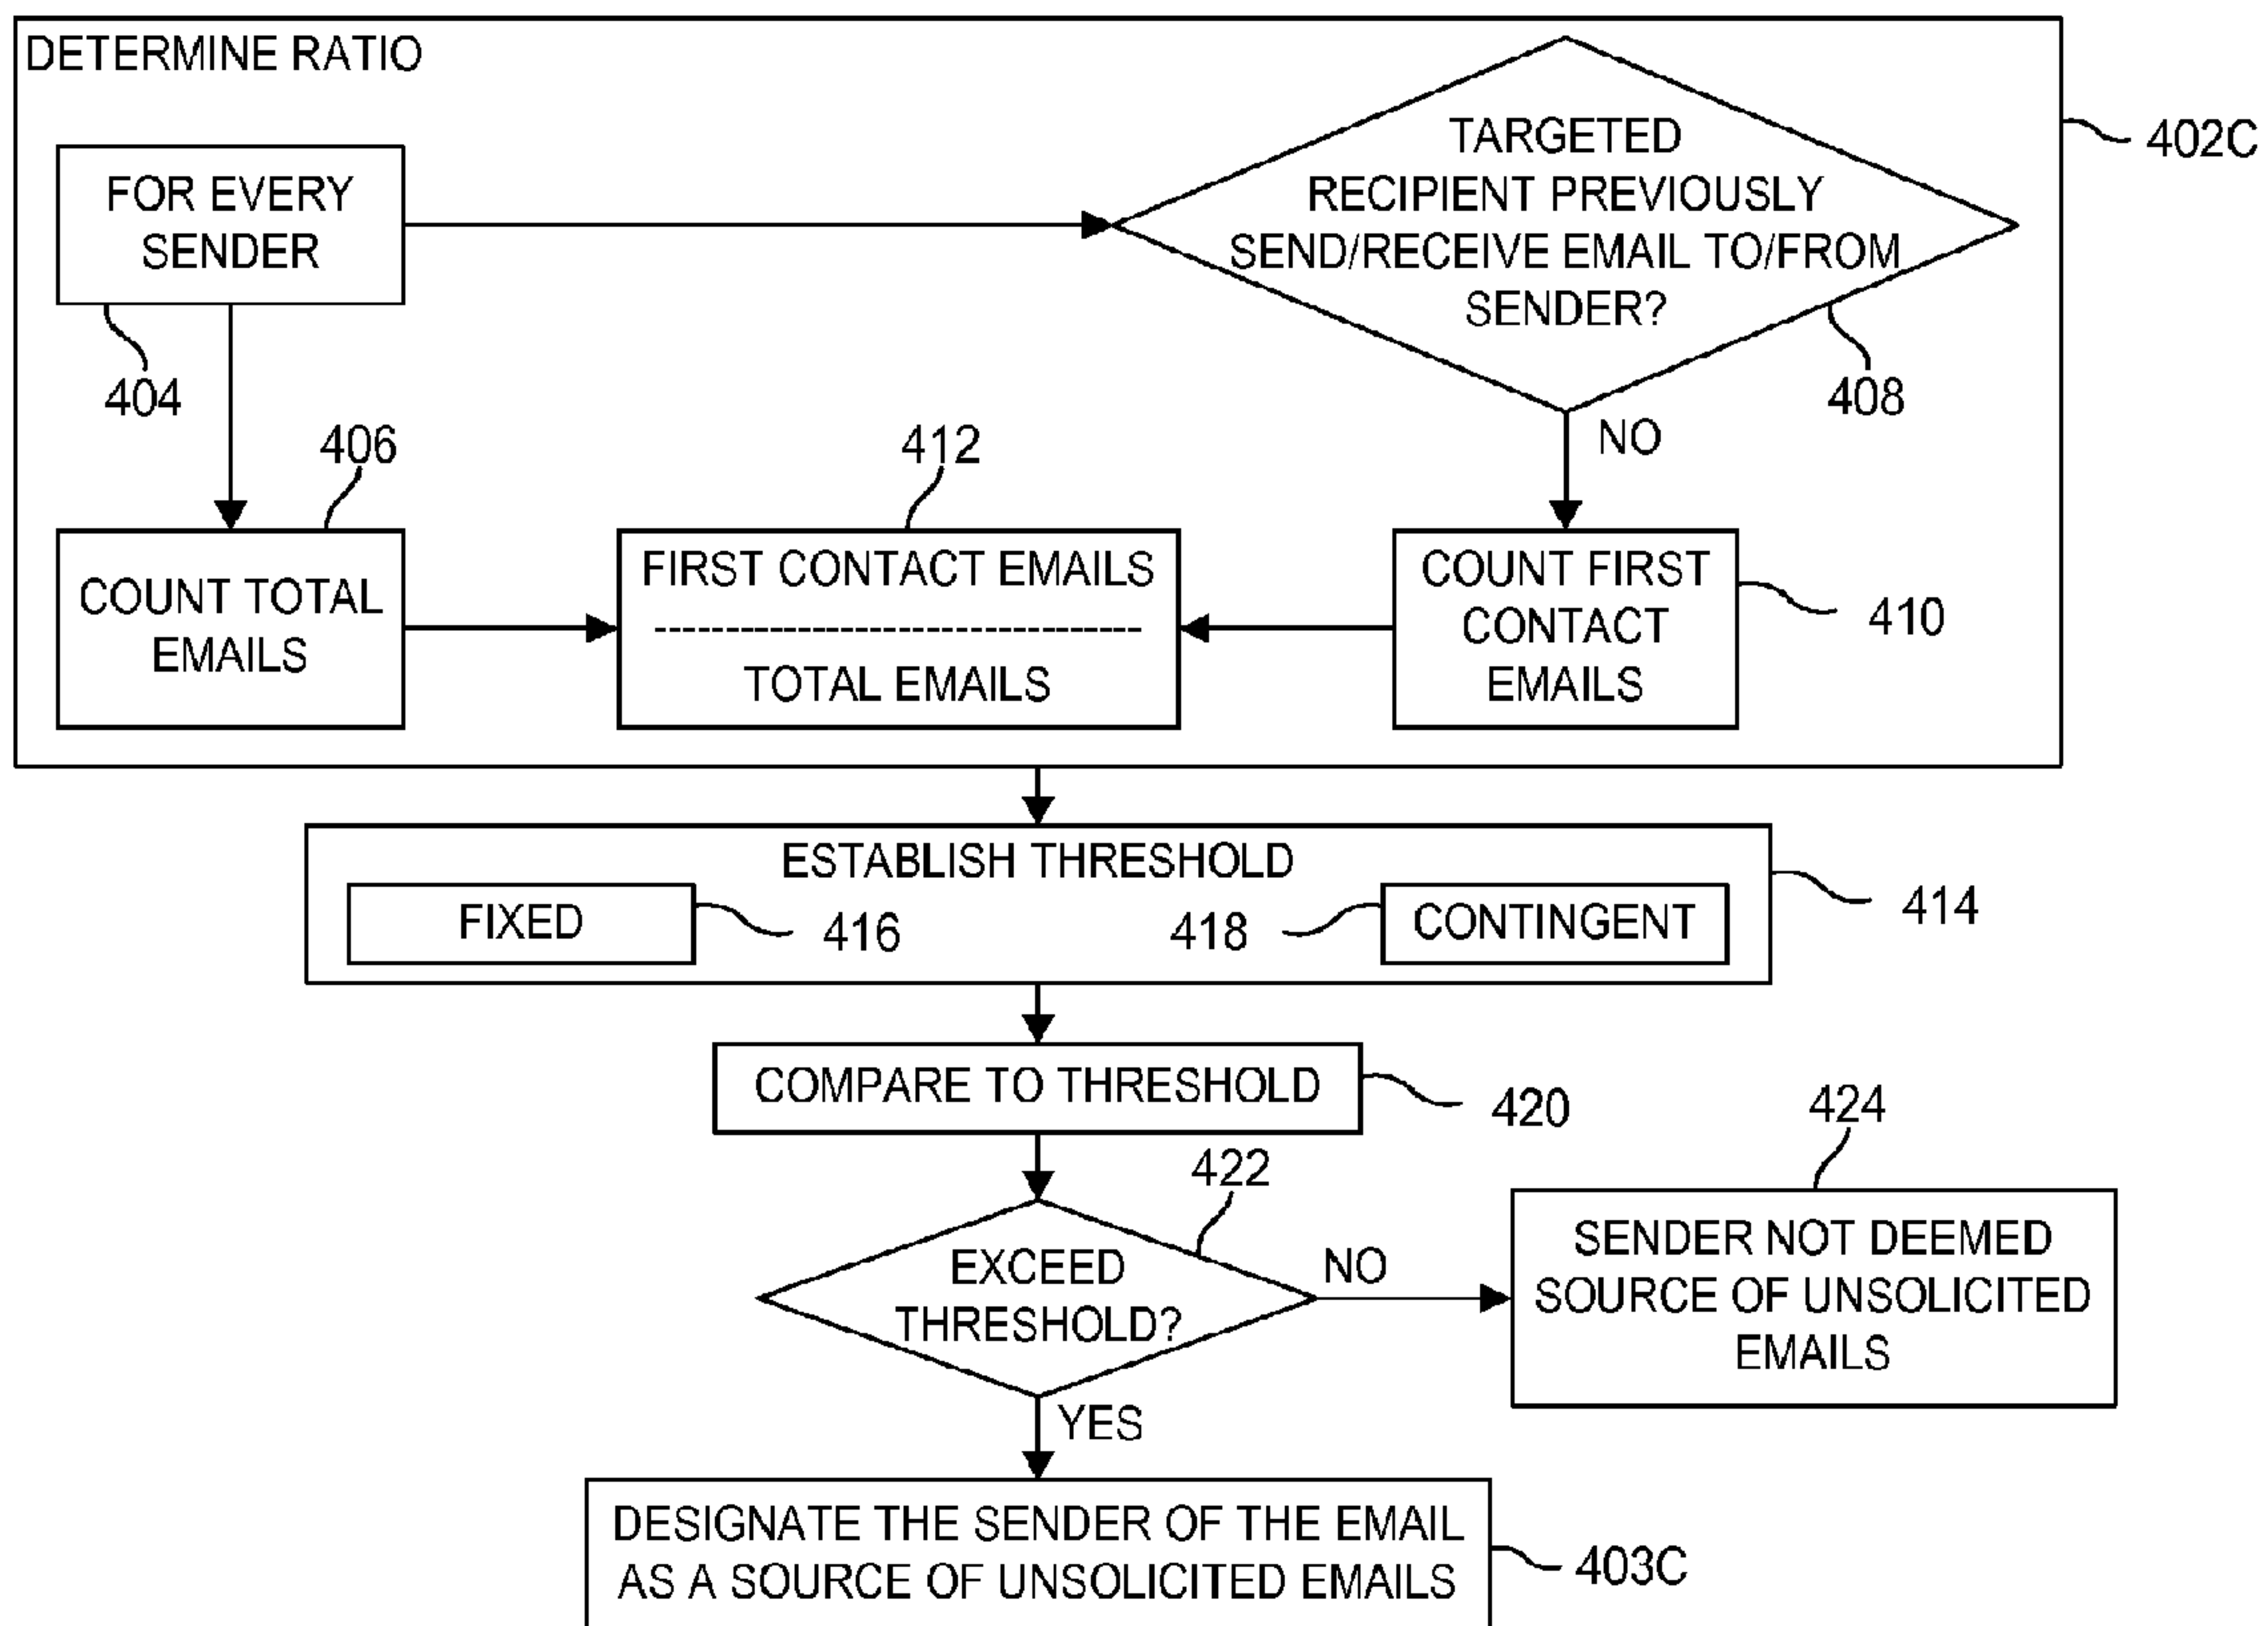 DETERMINE RATIO
FOR EVERY
SENDER
404
TARGETED
RECIPIENT PREVIOUSLY
SEND/RECEIVE EMAIL TO/FROM
SENDER?
402C
408
NO
406
COUNT TOTAL
EMAILS
412
FIRST CONTACT EMAILS
TOTAL EMAILS
COUNT FIRST
CONTACT
EMAILS
410
ESTABLISH THRESHOLD
FIXED
416
418
CONTINGENT
414
COMPARE TO THRESHOLD
420
422
EXCEED
THRESHOLD?
NO
424
SENDER NOT DEEMED
SOURCE OF UNSOLICITED
EMAILS
YES
DESIGNATE THE SENDER OF THE EMAIL
AS A SOURCE OF UNSOLICITED EMAILS
403C